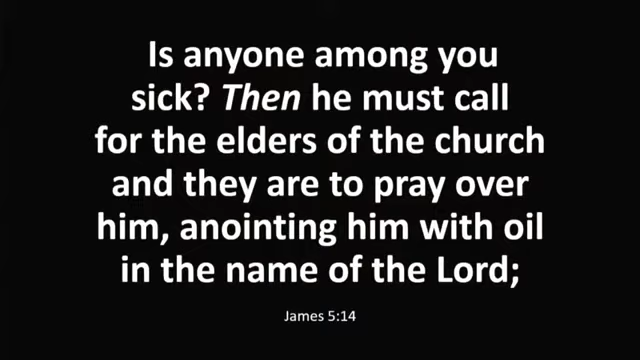 Is anyone among you
sick? Then he must call
for the elders of the church
and they are to pray over
him, anointing him with oil
in the name of the Lord;
James 5:14